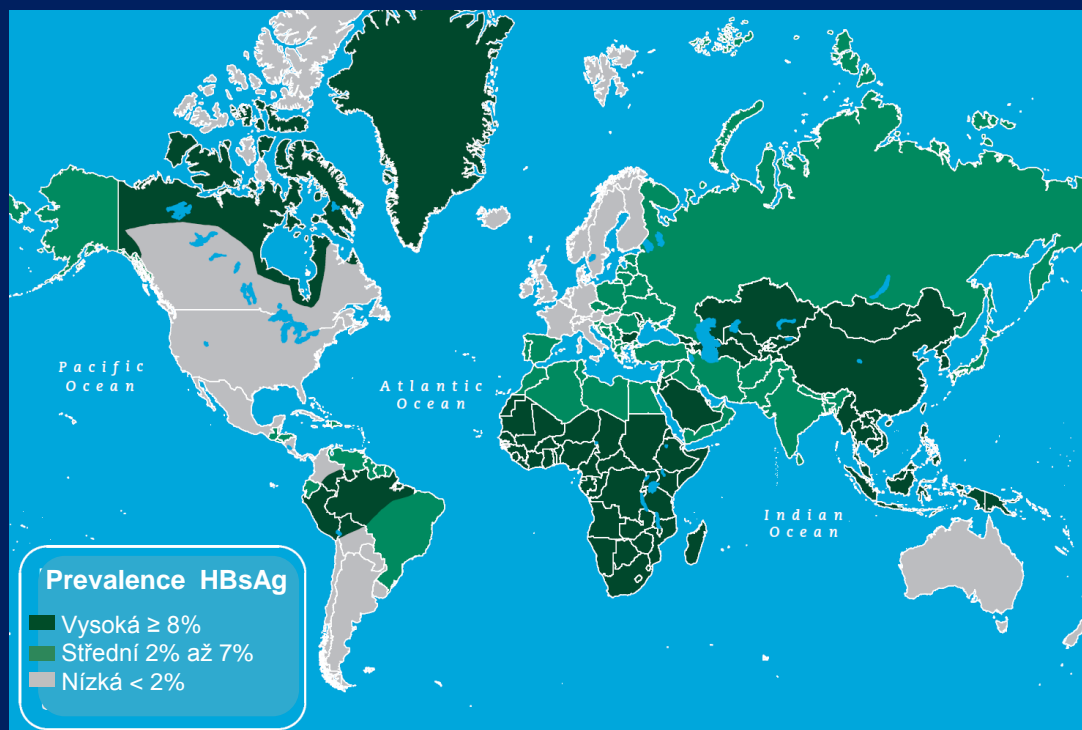 Pacific
Ocean
Atlantic
Ocean
Indian
Ocean
Prevalence HBsAg
Vysoká ≥ 8%
Střední 2% až 7%
Nízká < 2%